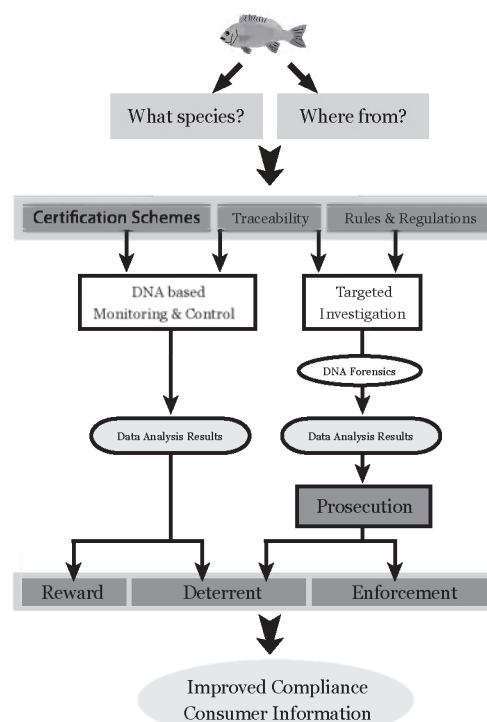 What species?
Where from?
Certification Schemes
Traceability
Rules & Regulations
DNA based
Monitoring & Control
Targeted
Investigation
DNA Forensics
Data Analysis Results
Data Analysis Results
Prosecution
Reward
Deterrent
Enforcement
Improved Compliance
Consumer Information